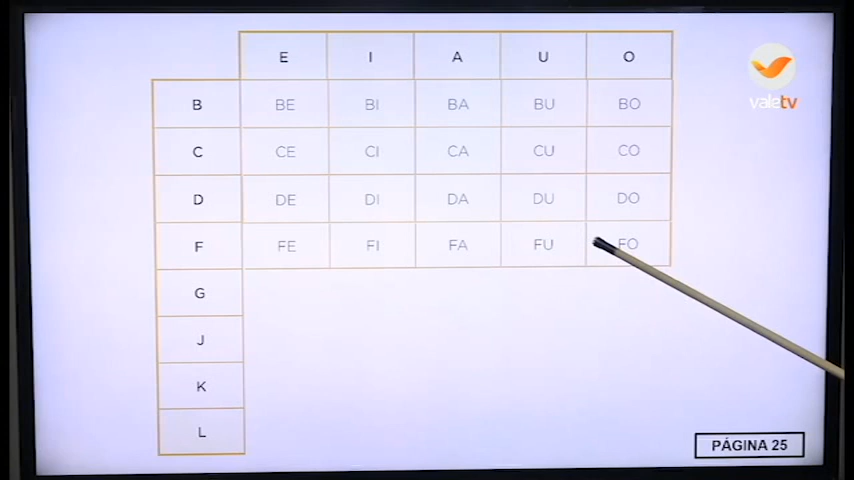 E I A U O
B BE BI BA BU BO
C CE CI CA CU CO
D DE DI DA DU DO
F FE FI FA FU FO
G
J
K
L
valetv
PÁGINA 25